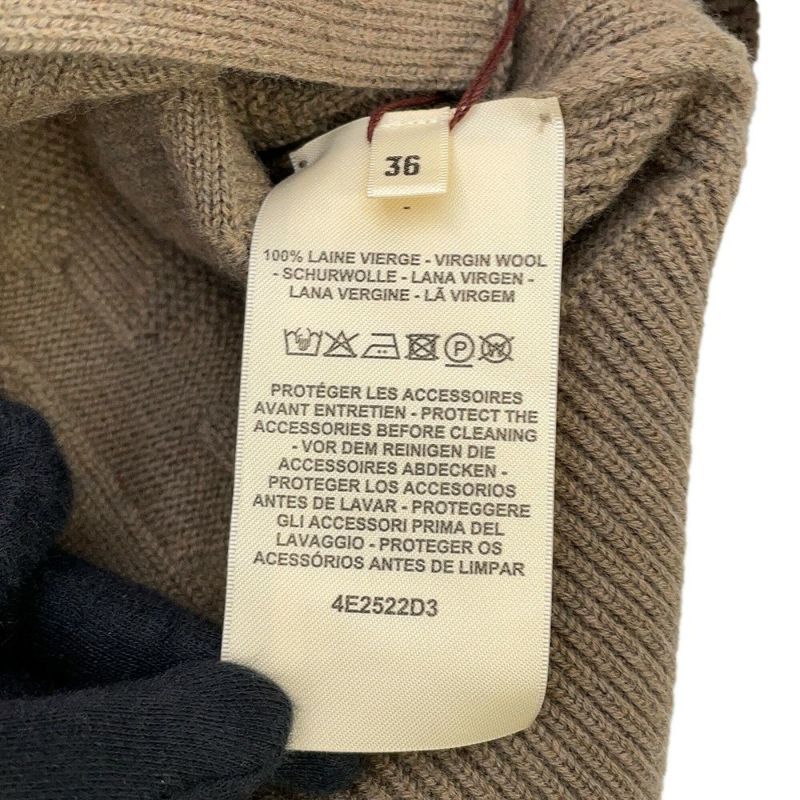 36
100% LAINE VIERGE - VIRGIN WOOL
- SCHURWOLLE - LANA VIRGEN -
LANA VERGINE - LÃ VIRGEM
P W
PROTÉGER LES ACCESSOIRES
AVANT ENTRETIEN - PROTECT THE
ACCESSORIES BEFORE CLEANING
- VOR DEM REINIGEN DIE
ACCESSOIRES ABDECKEN -
PROTEGER LOS ACCESORIOS
ANTES DE LAVAR - PROTEGGERE
GLI ACCESSORI PRIMA DEL
LAVAGGIO - PROTEGER OS
ACESSÓRIOS ANTES DE LIMPAR
4E2522D3